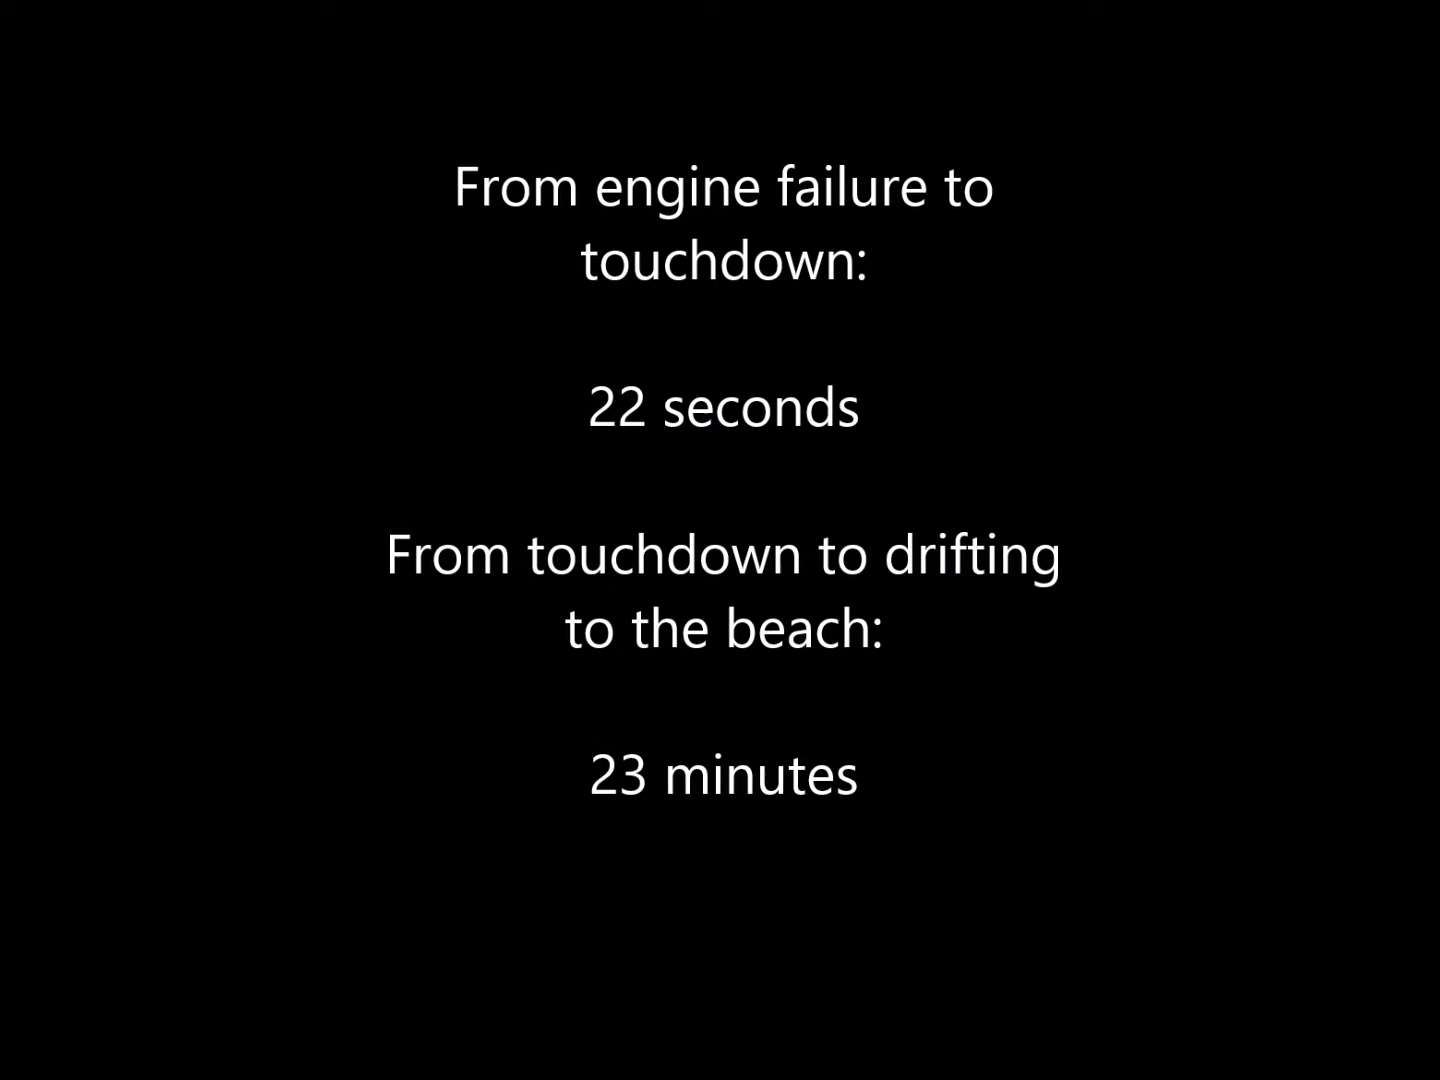 From engine failure to
touchdown:
22 seconds
From touchdown to drifting
to the beach:
23 minutes